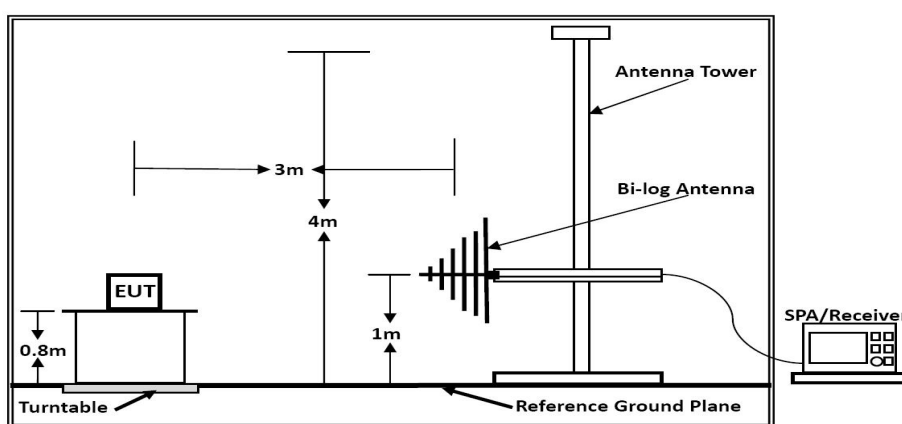 Antenna Tower
3m
Bi-log Antenna
4m
EUT
SPA/Receiver
1m
0.8m
Turntable
Reference Ground Plane